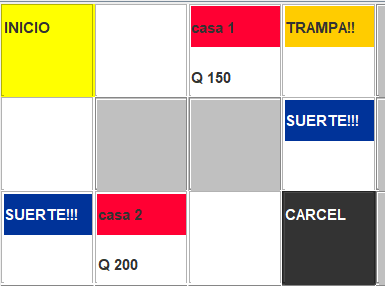 INICIO
casa 1
Q 150
TRAMPA!!
SUERTE!!!
SUERTE!!!
casa 2
Q 200
CARCEL